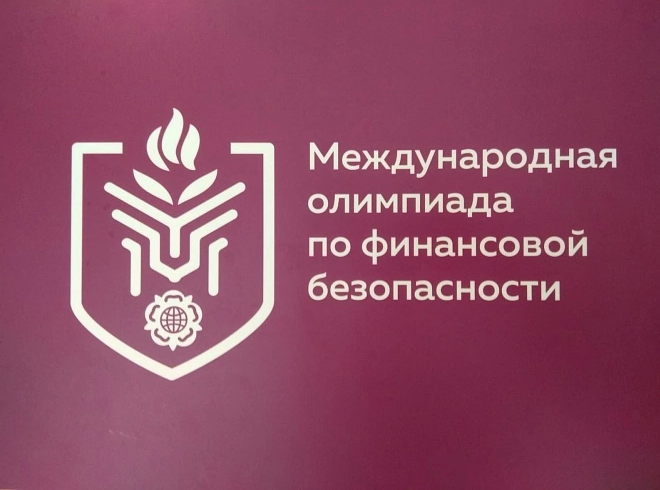 Международная
олимпиада
по финансовой
безопасности